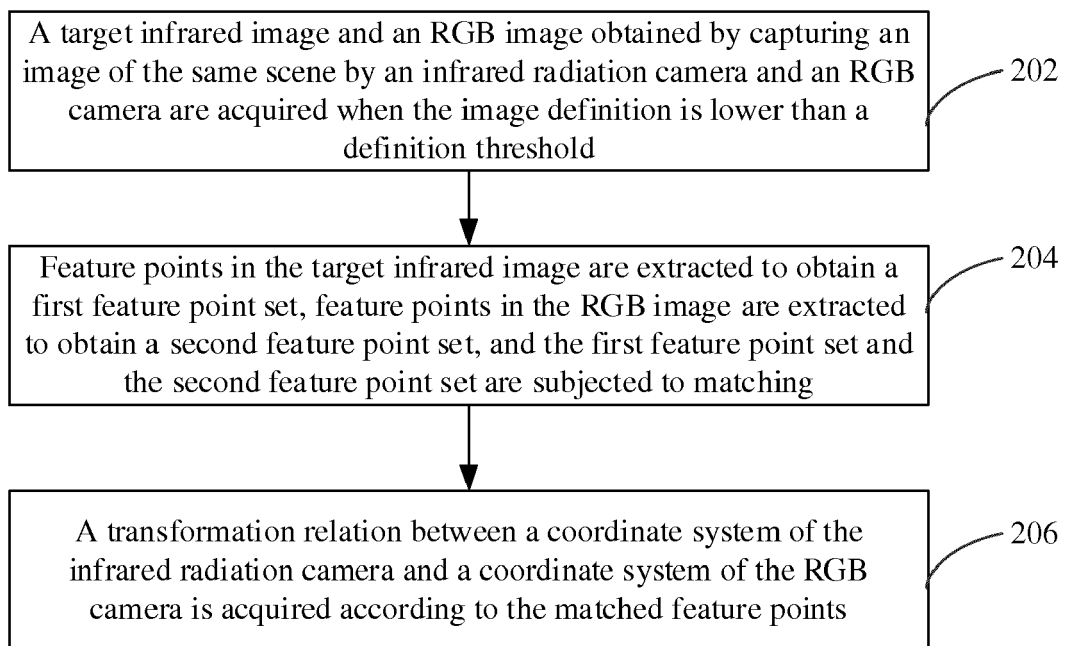 A target infrared image and an RGB image obtained by capturing an
image of the same scene by an infrared radiation camera and an RGB
camera are acquired when the image definition is lower than a
definition threshold
202
Feature points in the target infrared image are extracted to obtain a
first feature point set, feature points in the RGB image are extracted
to obtain a second feature point set, and the first feature point set and
the second feature point set are subjected to matching
204
A transformation relation between a coordinate system of the
infrared radiation camera and a coordinate system of the RGB
camera is acquired according to the matched feature points
206